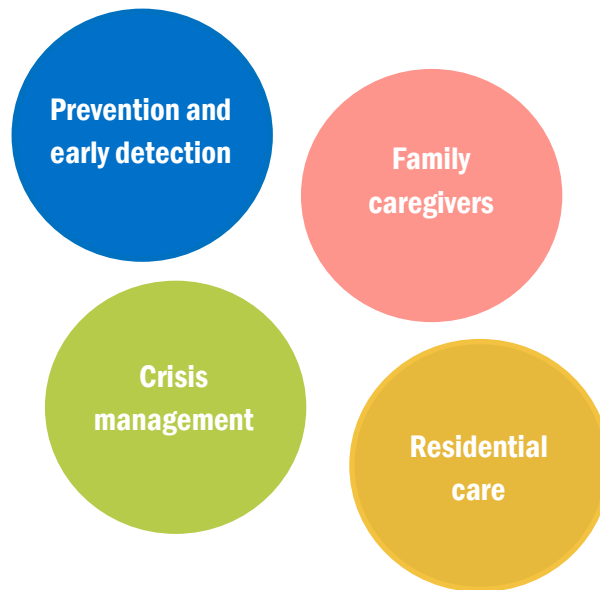 Prevention and
early detection
Family
caregivers
Crisis
management
Residential
care